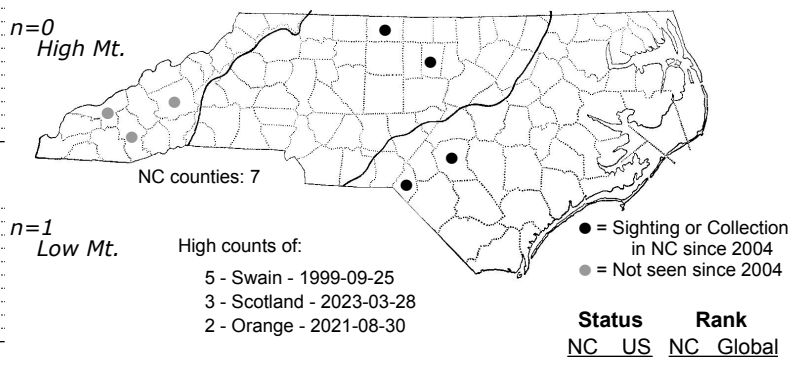 n=0
High Mt.
NC counties: 7
n=1
Low Mt.
High counts of:
5 - Swain - 1999-09-25
3 - Scotland - 2023-03-28
2 - Orange - 2021-08-30
= Sighting or Collection
in NC since 2004
= Not seen since 2004
Status Rank
NC US NC Global